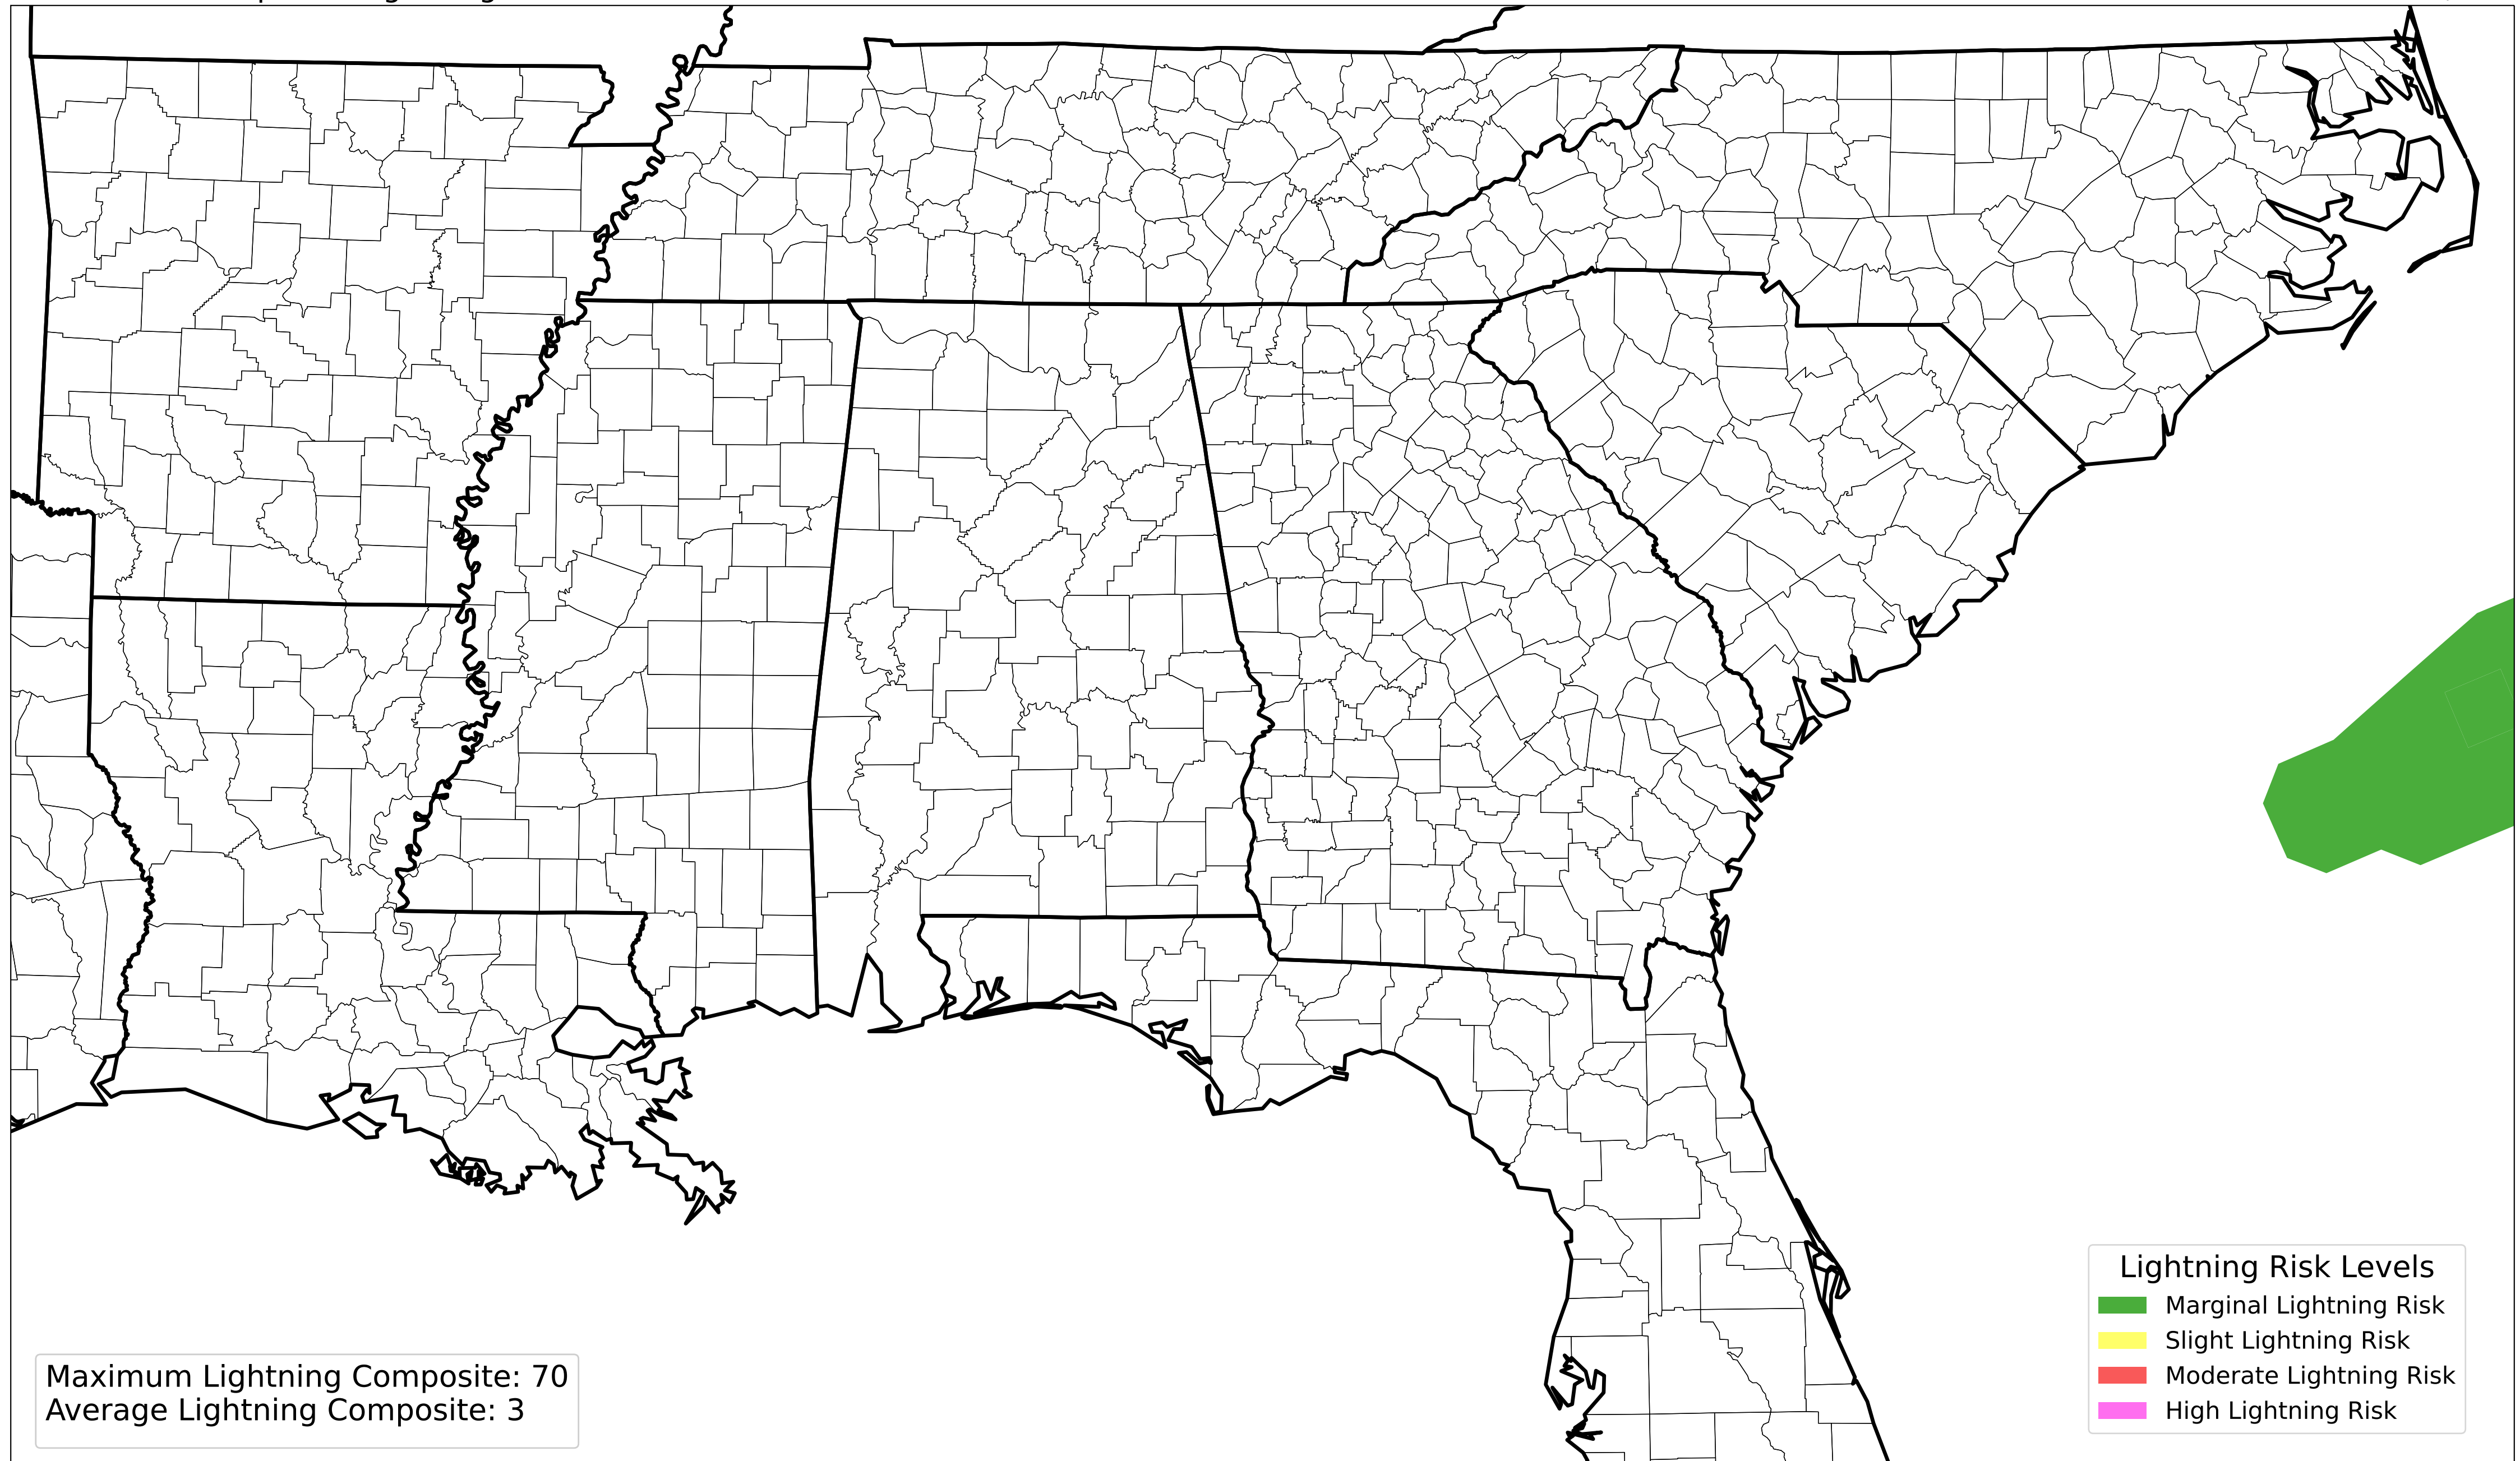 Lightning Risk Levels
Marginal Lightning Risk
Slight Lightning Risk
Moderate Lightning Risk
High Lightning Risk
Maximum Lightning Composite: 70
Average Lightning Composite: 3